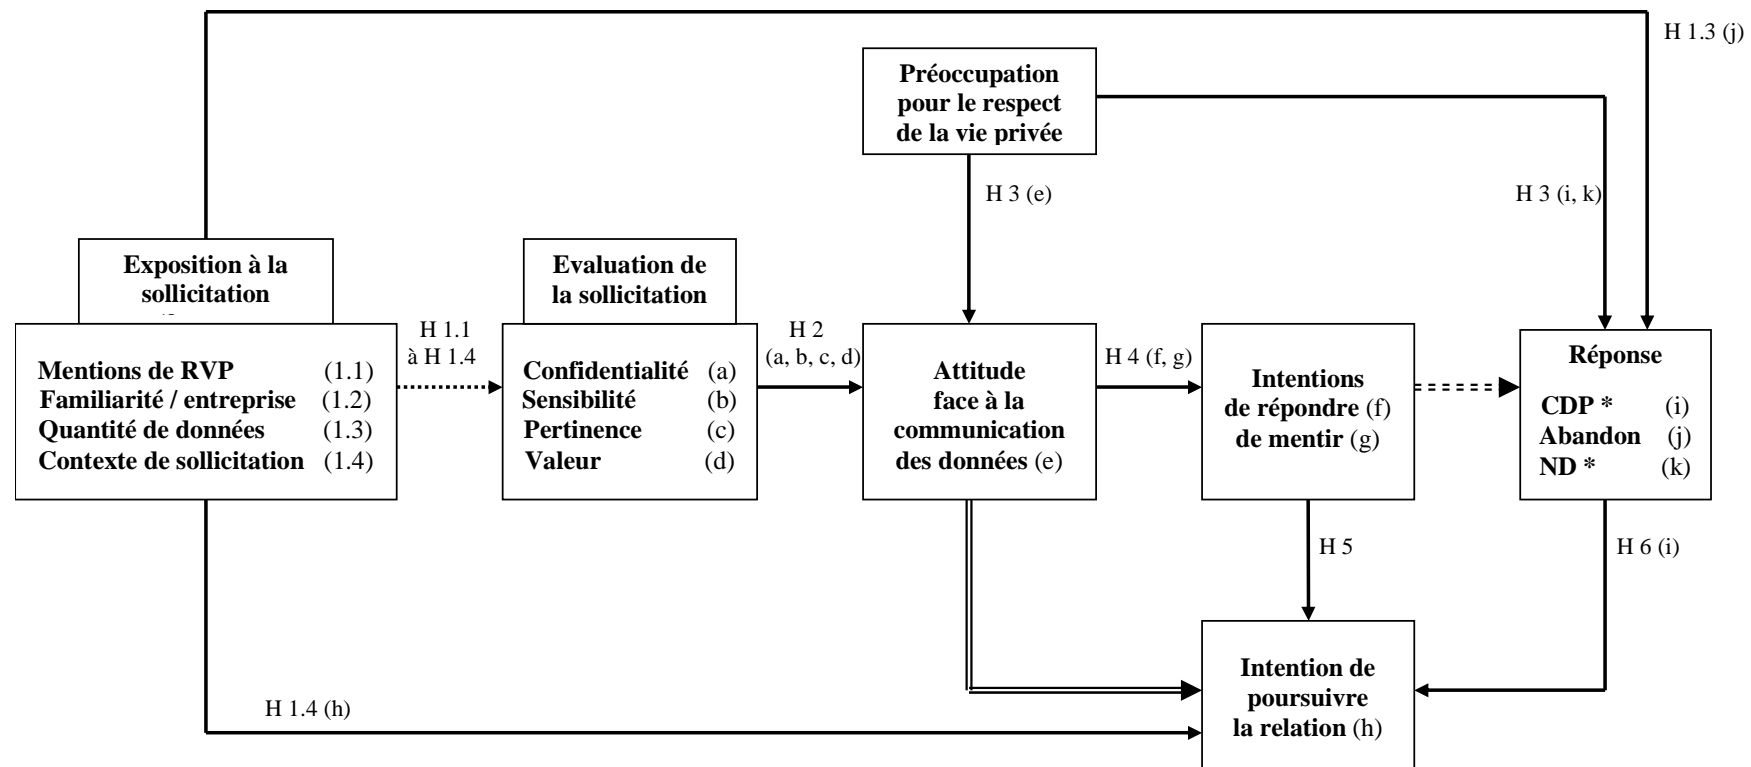 H 1.3 (j)
Préoccupation
pour le respect
de la vie privée
H 3 (e)
H 3 (i, k)
Exposition à la
sollicitation
Evaluation de
la sollicitation
H 1.1
à H 1.4
H 2
(a, b, c, d)
H 4 (f, g)
Mentions de RVP (1.1)
Familiarité / entreprise (1.2)
Quantité de données (1.3)
Contexte de sollicitation (1.4)
Confidentialité (a)
Sensibilité (b)
Pertinence (c)
Valeur (d)
Attitude
face à la
communication
des données (e)
Intentions
de répondre (f)
de mentir (g)
Réponse
CDP * (i)
Abandon (j)
ND * (k)
H 5
H 6 (i)
H 1.4 (h)
Intention de
poursuivre
la relation (h)